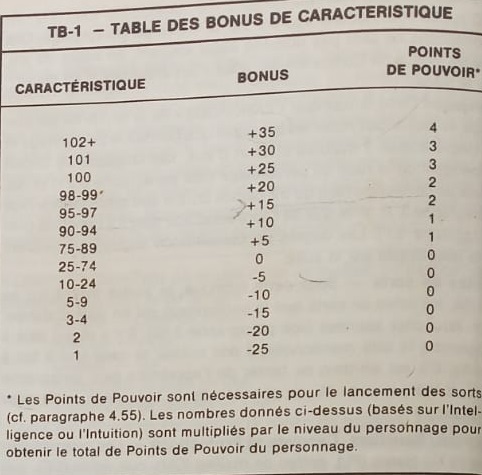 TB-1 – TABLE DES BONUS DE CARACTERISTIQUE
CARACTÉRISTIQUE BONUS POINTS DE POUVOIR*
102+ +35 4
101 +30 3
100 +25 3
98-99 +20 2
95-97 +15 2
90-94 +10 1
75-89 +5 1
25-74 0 0
10-24 -5 0
5-9 -10 0
3-4 -15 0
2 -20 0
1 -25 0
* Les Points de Pouvoir sont nécessaires pour le lancement des sorts
(cf. paragraphe 4.55). Les nombres donnés ci-dessus (basés sur l'Intel-
ligence ou l'Intuition) sont multipliés par le niveau du personnage pour
obtenir le total de Points de Pouvoir du personnage.